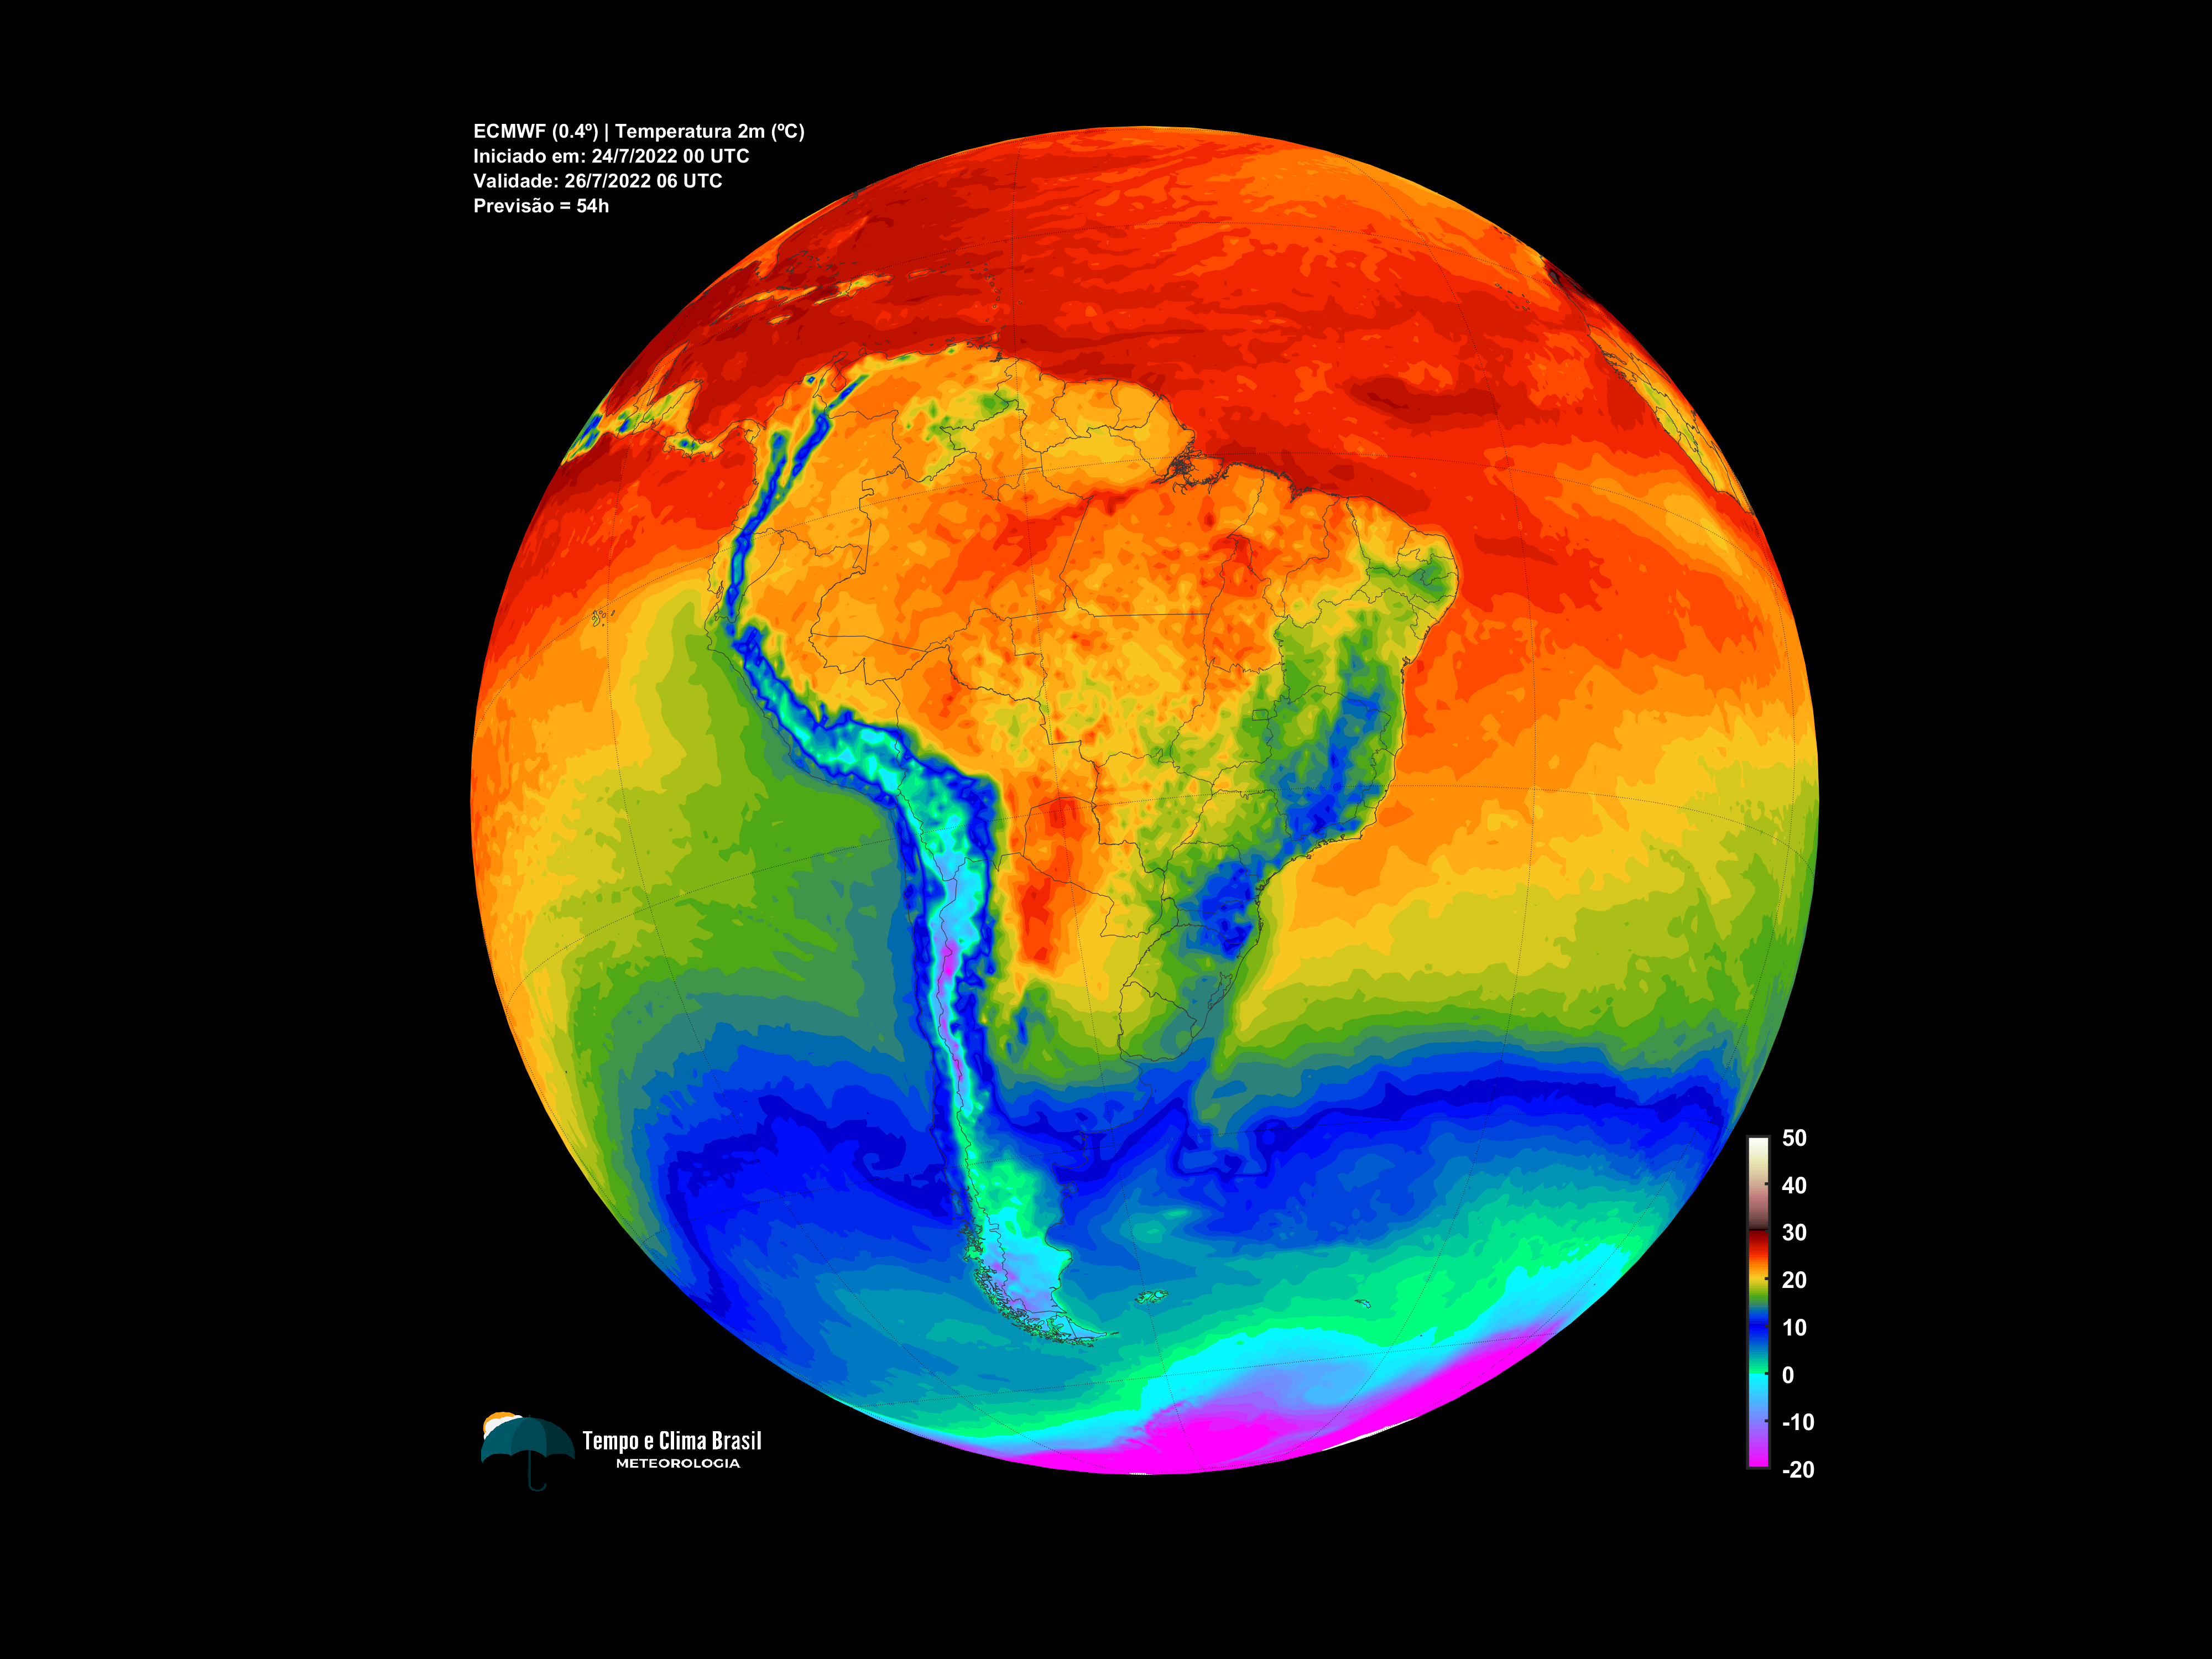 ECMWF (0.4º) | Temperatura 2m (ºC)
Iniciado em: 24/7/2022 00 UTC
Validade: 26/7/2022 06 UTC
Previsão = 54h
50
40
30
20
10
0
-10
-20
Tempo e Clima Brasil
METEOROLOGIA